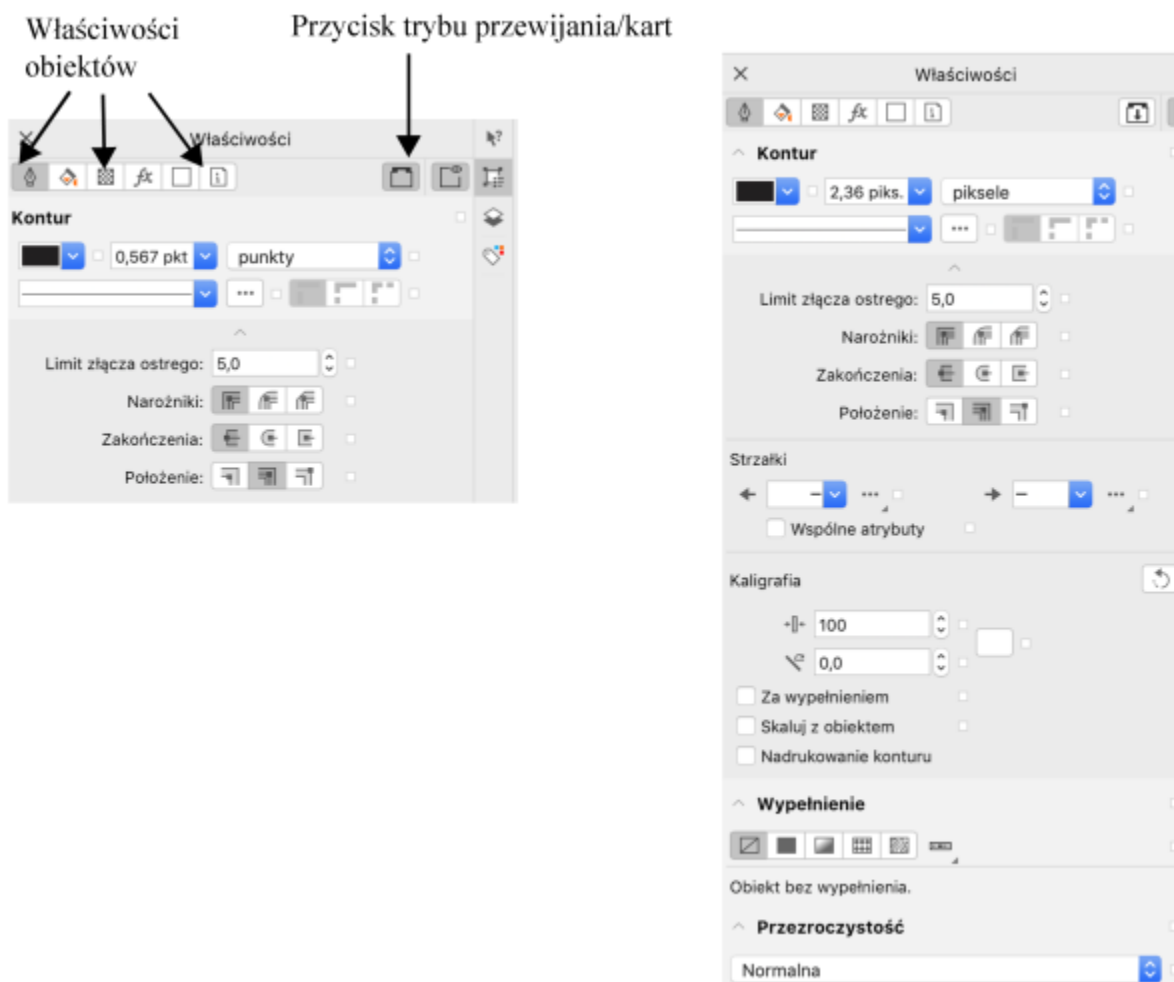 Właściwości
obiektów
Przycisk trybu przewijania/kart
Właściwości
fx
Kontur
0,567 pkt punkty
Limit złącza ostrego: 5,0
Narożniki:
Zakończenia:
Położenie:
Właściwości
fx
Kontur
2,36 piks. piksele
Limit złącza ostrego: 5,0
Narożniki:
Zakończenia:
Położenie:
Strzałki
Wspólne atrybuty
Kaligrafia
100
0,0
Za wypełnieniem
Skaluj z obiektem
Nadrukowanie konturu
Wypełnienie
Obiekt bez wypełnienia.
Przezroczystość
Normalna